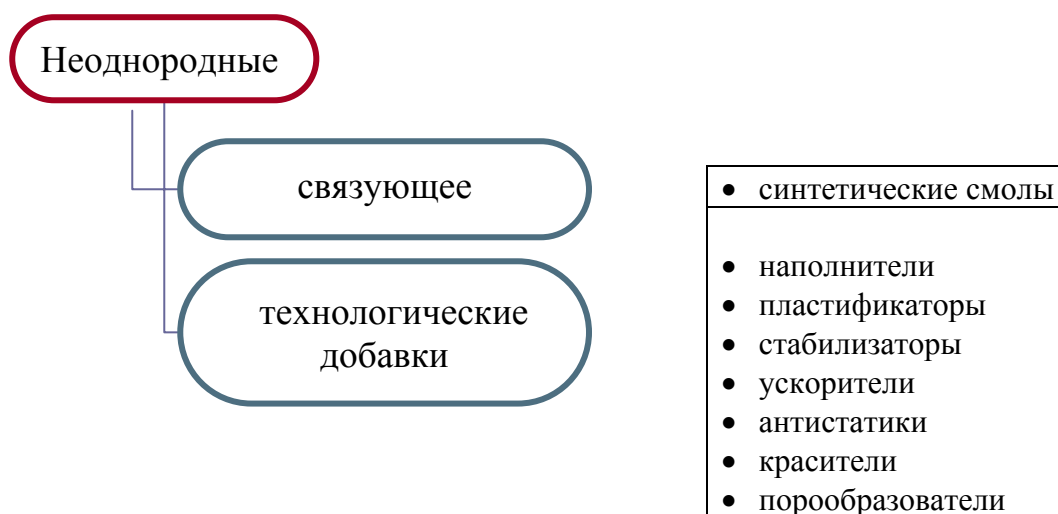 Неоднородные
связующее
технологические
добавки
• синтетические смолы
• наполнители
• пластификаторы
• стабилизаторы
• ускорители
• антистатики
• красители
• порообразователи